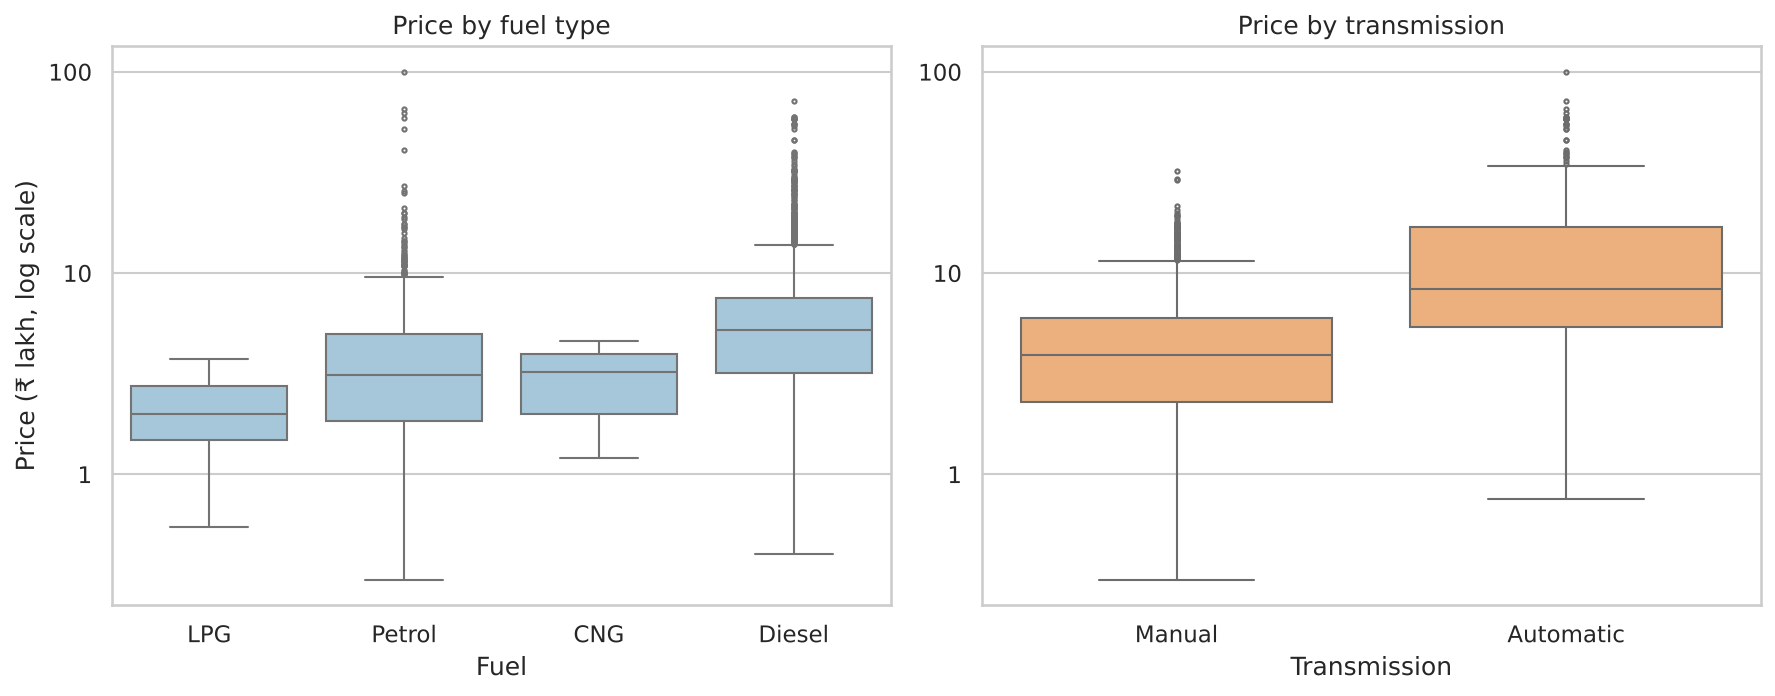 Price by fuel type
Price (₹ lakh, log scale)
100
10
1
LPG Petrol CNG Diesel
Fuel
Price by transmission
100
10
1
Manual Automatic
Transmission